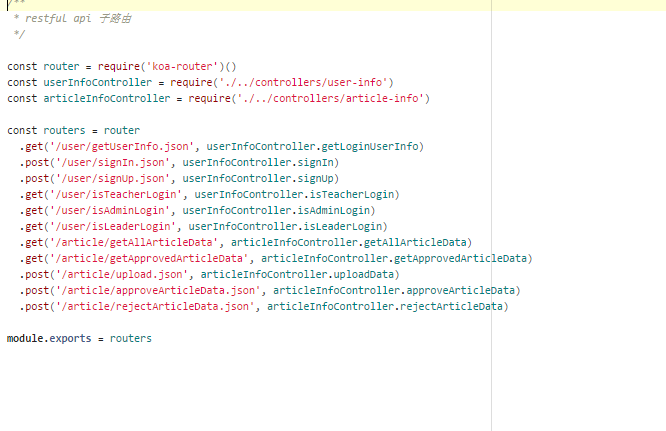 /**
 * restful api 子路由
 */
const router = require('koa-router')()
const userInfoController = require('./../controllers/user-info')
const articleInfoController = require('./../controllers/article-info')
const routers = router
  .get('/user/getUserInfo.json', userInfoController.getLoginUserInfo)
  .post('/user/signIn.json', userInfoController.signIn)
  .post('/user/signUp.json', userInfoController.signUp)
  .get('/user/isTeacherLogin', userInfoController.isTeacherLogin)
  .get('/user/isAdminLogin', userInfoController.isAdminLogin)
  .get('/user/isLeaderLogin', userInfoController.isLeaderLogin)
  .get('/article/getAllArticleData', articleInfoController.getAllArticleData)
  .get('/article/getApprovedArticleData', articleInfoController.getApprovedArticleData)
  .post('/article/upload.json', articleInfoController.uploadData)
  .post('/article/approveArticleData.json', articleInfoController.approveArticleData)
  .post('/article/rejectArticleData.json', articleInfoController.rejectArticleData)
module.exports = routers